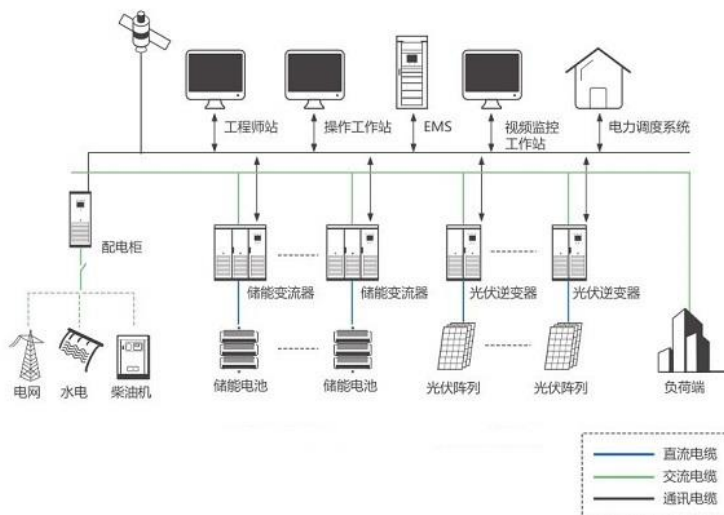 工程师站
操作工作站
EMS
视频监控
工作站
电力调度系统
配电柜
储能变流器
储能变流器
光伏逆变器
光伏逆变器
电网
水电
柴油机
储能电池
储能电池
光伏阵列
光伏阵列
负荷端
直流电缆
交流电缆
通讯电缆